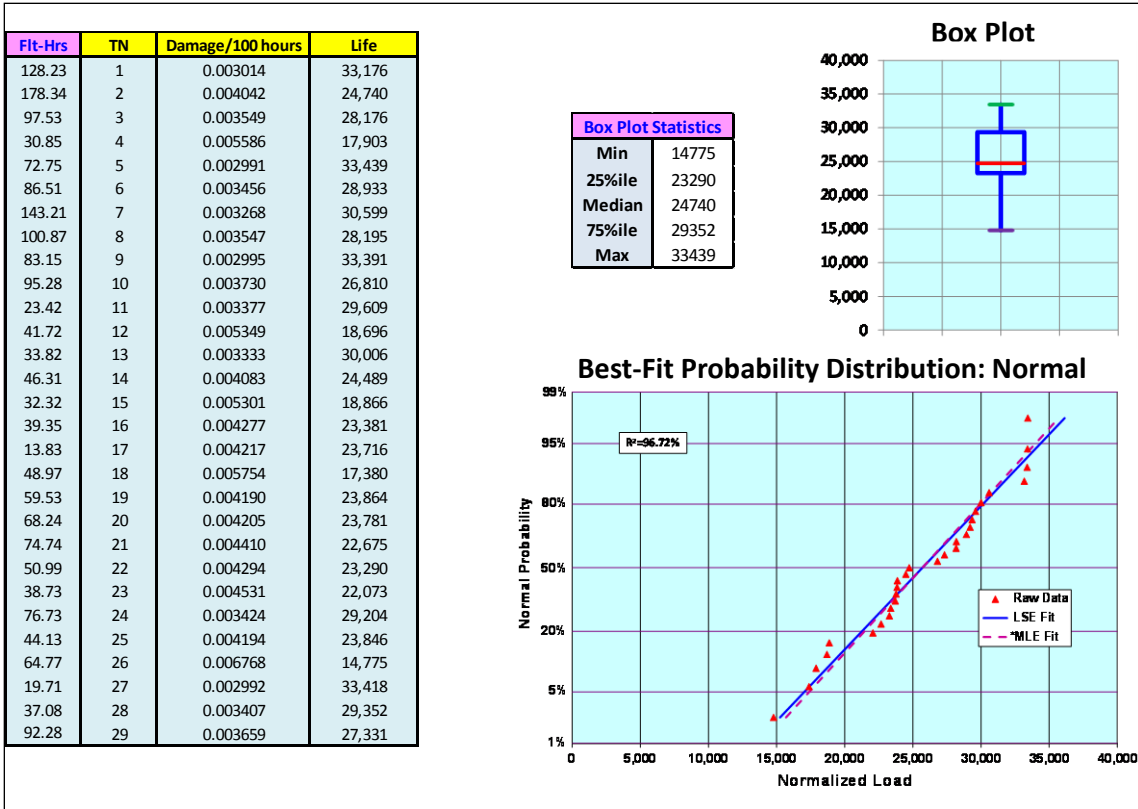 Flt-Hrs TN Damage/100 hours Life
128.23 1 0.003014 33,176
178.34 2 0.004042 24,740
97.53 3 0.003549 28,176
30.85 4 0.005586 17,903
72.75 5 0.002991 33,439
86.51 6 0.003456 28,933
143.21 7 0.003268 30,599
100.87 8 0.003547 28,195
83.15 9 0.002995 33,391
95.28 10 0.003730 26,810
23.42 11 0.003377 29,609
41.72 12 0.005349 18,696
33.82 13 0.003333 30,006
46.31 14 0.004083 24,489
32.32 15 0.005301 18,866
39.35 16 0.004277 23,381
13.83 17 0.004217 23,716
48.97 18 0.005754 17,380
59.53 19 0.004190 23,864
68.24 20 0.004205 23,781
74.74 21 0.004410 22,675
50.99 22 0.004294 23,290
38.73 23 0.004531 22,073
76.73 24 0.003424 29,204
44.13 25 0.004194 23,846
64.77 26 0.006768 14,775
19.71 27 0.002992 33,418
37.08 28 0.003407 29,352
92.28 29 0.003659 27,331
Box Plot Statistics
Min 14775
25%ile 23290
Median 24740
75%ile 29352
Max 33439
Box Plot
40,000
35,000
30,000
25,000
20,000
15,000
10,000
5,000
0
Best-Fit Probability Distribution: Normal
99%
95%
80%
50%
20%
5%
1%
Normal Probability
R²=96.72%
Raw Data
LSE Fit
*MLE Fit
0 5,000 10,000 15,000 20,000 25,000 30,000 35,000 40,000
Normalized Load